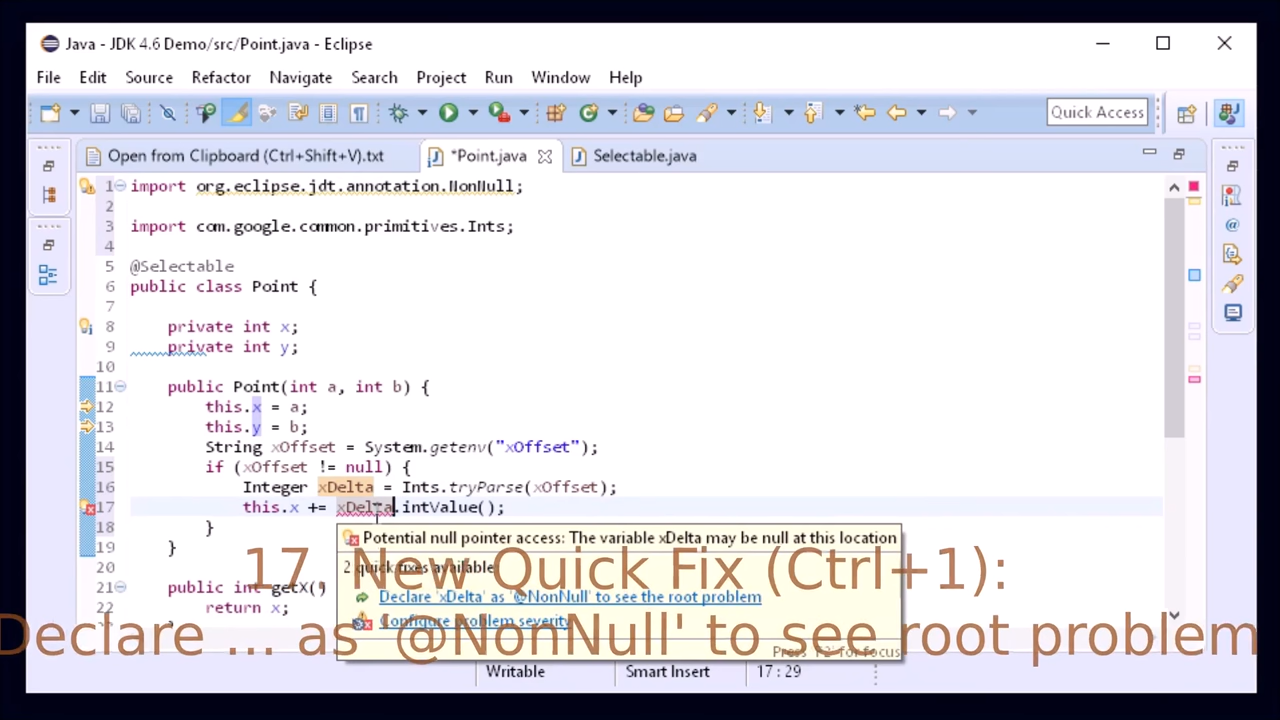 Java - JDK 4.6 Demo/src/Point.java - Eclipse
File Edit Source Refactor Navigate Search Project Run Window Help
Quick Access
Open from Clipboard (Ctrl+Shift+V).txt *Point.java Selectable.java
1 import org.eclipse.jdt.annotation.NonNull;
2
3 import com.google.common.primitives.Ints;
4
5 @Selectable
6 public class Point {
7
8 private int x;
9 private int y;
10
11 public Point(int a, int b) {
12 this.x = a;
13 this.y = b;
14 String xOffset = System.getenv("xOffset");
15 if (xOffset != null) {
16 Integer xDelta = Ints.tryParse(xOffset);
17 this.x += xDelta.intValue();
18 }
19 }
20
21 public int getX()
22 return x;
Potential null pointer access: The variable xDelta may be null at this location
2 quick fixes available:
Declare 'xDelta' as '@NonNull' to see the root problem
Configure problem severity
Press 'F2' for focus
17. New Quick Fix (Ctrl+1):
Declare ... as '@NonNull' to see root problem
Writable Smart Insert 17 : 29